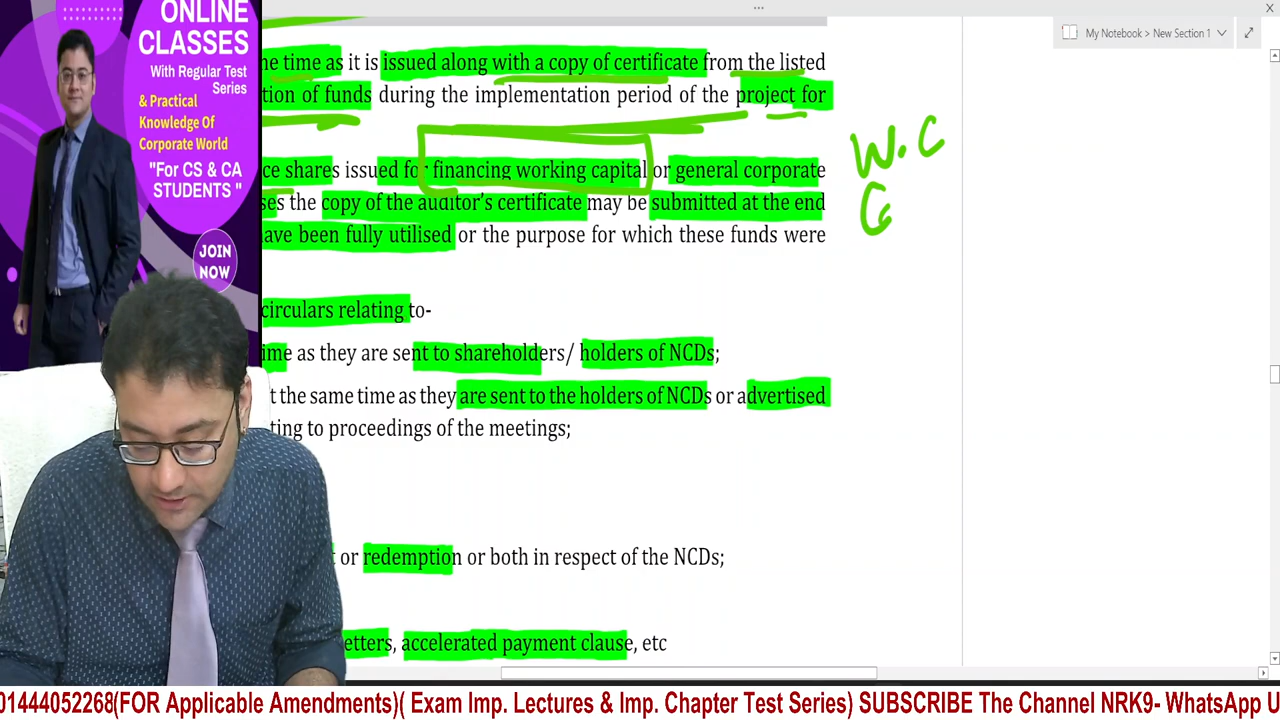 ONLINE
CLASSES
With Regular Test
Series
& Practical
Knowledge Of
Corporate World
"For CS & CA
STUDENTS "
JOIN
NOW
My Notebook > New Section 1
time as it is issued along with a copy of certificate from the listed
tion of funds during the implementation period of the project for
shares issued for financing working capital or general corporate
the copy of the auditor's certificate may be submitted at the end
have been fully utilised or the purpose for which these funds were
circulars relating to-
as they are sent to shareholders/ holders of NCDs;
t the same time as they are sent to the holders of NCDs or advertised
ting to proceedings of the meetings;
or redemption or both in respect of the NCDs;
etters, accelerated payment clause, etc
W.C
G
01444052268(FOR Applicable Amendments)( Exam Imp. Lectures & Imp. Chapter Test Series) SUBSCRIBE The Channel NRK9- WhatsApp U